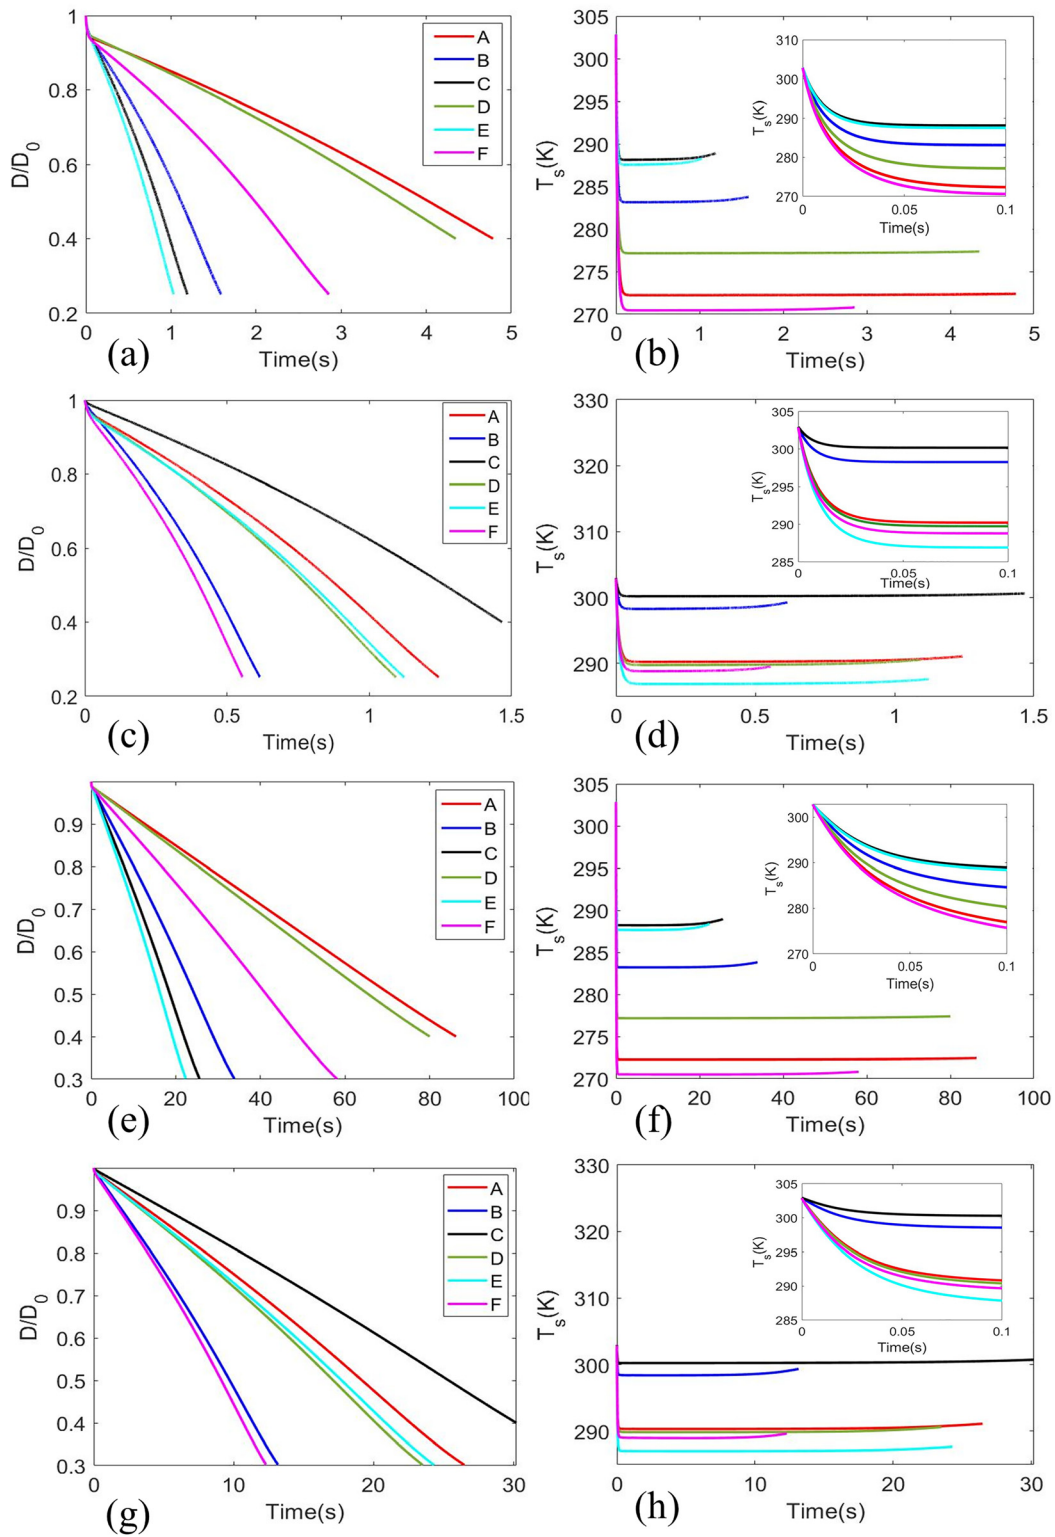 1
0.8
0.6
0.4
0.2
D/D0
A
B
C
D
E
F
0 1 2 3 4 5
Time(s)
(a)
305
300
295
290
285
280
275
270
Ts(K)
310
300
290
280
270
Ts(K)
0 0.05 0.1
Time(s)
0 1 2 3 4 5
Time(s)
(b)
1
0.8
0.6
0.4
0.2
D/D0
A
B
C
D
E
F
0 0.5 1 1.5
Time(s)
(c)
330
320
310
300
290
Ts(K)
305
300
295
290
285
Ts(K)
0 0.05 0.1
Time(s)
0 0.5 1 1.5
Time(s)
(d)
0.9
0.8
0.7
0.6
0.5
0.4
0.3
D/D0
A
B
C
D
E
F
0 20 40 60 80 100
Time(s)
(e)
305
300
295
290
285
280
275
270
Ts(K)
300
290
280
270
Ts(K)
0 0.05 0.1
Time(s)
0 20 40 60 80 100
Time(s)
(f)
0.9
0.8
0.7
0.6
0.5
0.4
0.3
D/D0
A
B
C
D
E
F
0 10 20 30
Time(s)
(g)
330
320
310
300
290
Ts(K)
305
300
295
290
285
Ts(K)
0 0.05 0.1
Time(s)
0 10 20 30
Time(s)
(h)